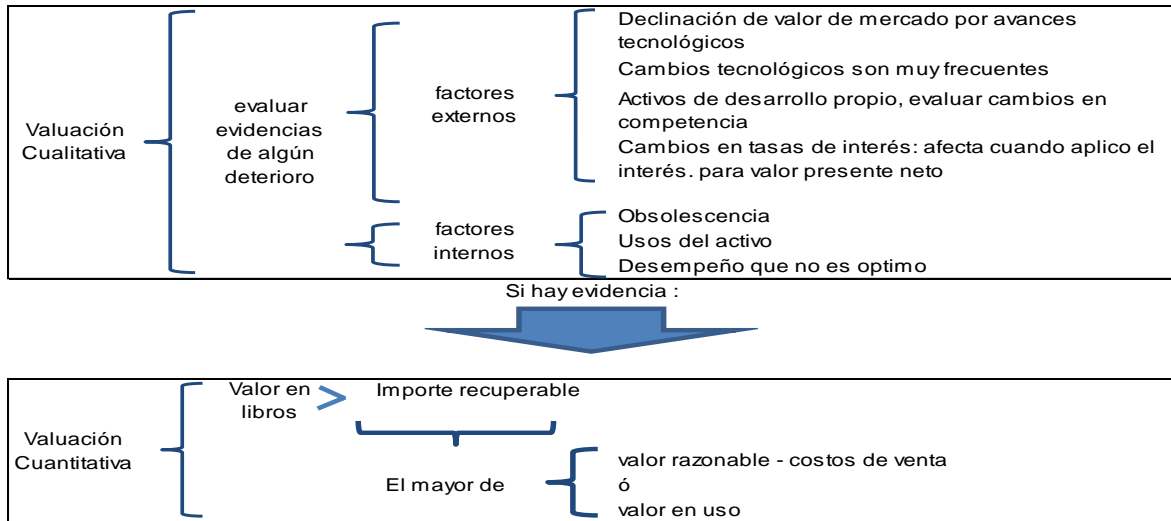 Valuación
Cualitativa
evaluar
evidencias
de algún
deterioro
factores
externos
Declinación de valor de mercado por avances
tecnológicos
Cambios tecnológicos son muy frecuentes
Activos de desarrollo propio, evaluar cambios en
competencia
Cambios en tasas de interés: afecta cuando aplico el
interés. para valor presente neto
factores
internos
Obsolescencia
Usos del activo
Desempeño que no es optimo
Si hay evidencia :
Valuación
Cuantitativa
Valor en
libros
>
Importe recuperable
El mayor de
valor razonable - costos de venta
ó
valor en uso